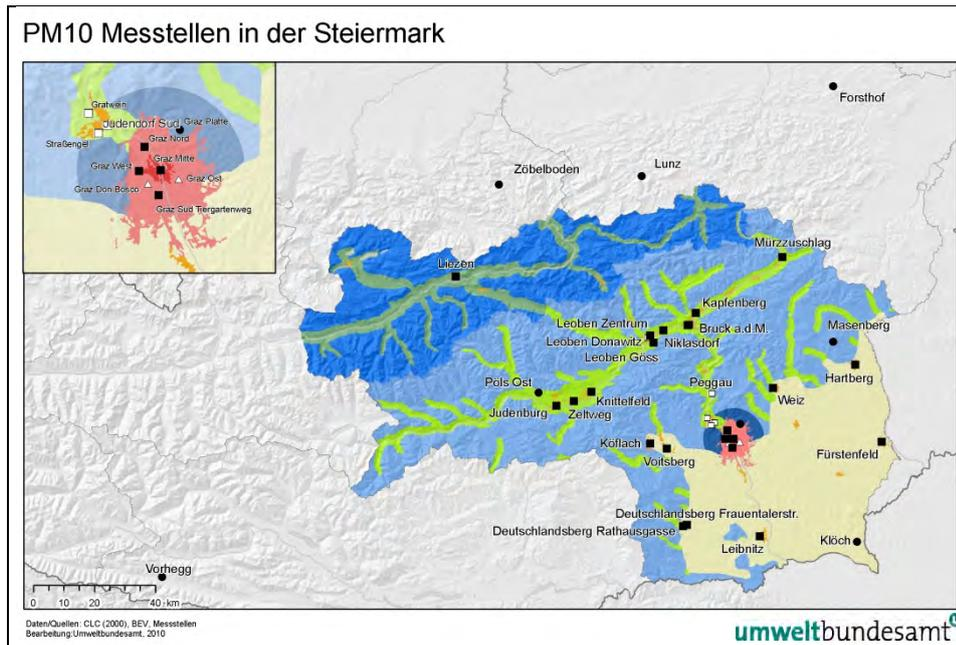 PM10 Messtellen in der Steiermark
Gratwein
Judendorf Süd
Graz Platte
Straßengel
Graz Nord
Graz West
Graz Mitte
Graz Ost
Graz Don Bosco
Graz Süd Tiergartenweg
Forsthof
Zöbelboden
Lunz
Mürzzuschlag
Liezen
Kapfenberg
Leoben Zentrum
Bruck a.d.M.
Masenberg
Leoben Donawitz
Niklasdorf
Leoben Göss
Hartberg
Pöls Ost
Peggau
Weiz
Knittelfeld
Judenburg
Zeltweg
Köflach
Voitsberg
Fürstenfeld
Deutschlandsberg Frauentalerstr.
Deutschlandsberg Rathausgasse
Klöch
Leibnitz
Vorhegg
0 10 20 40 km
Daten/Quellen: CLC (2000), BEV, Messstellen
Bearbeitung:Umweltbundesamt, 2010
umweltbundesamt